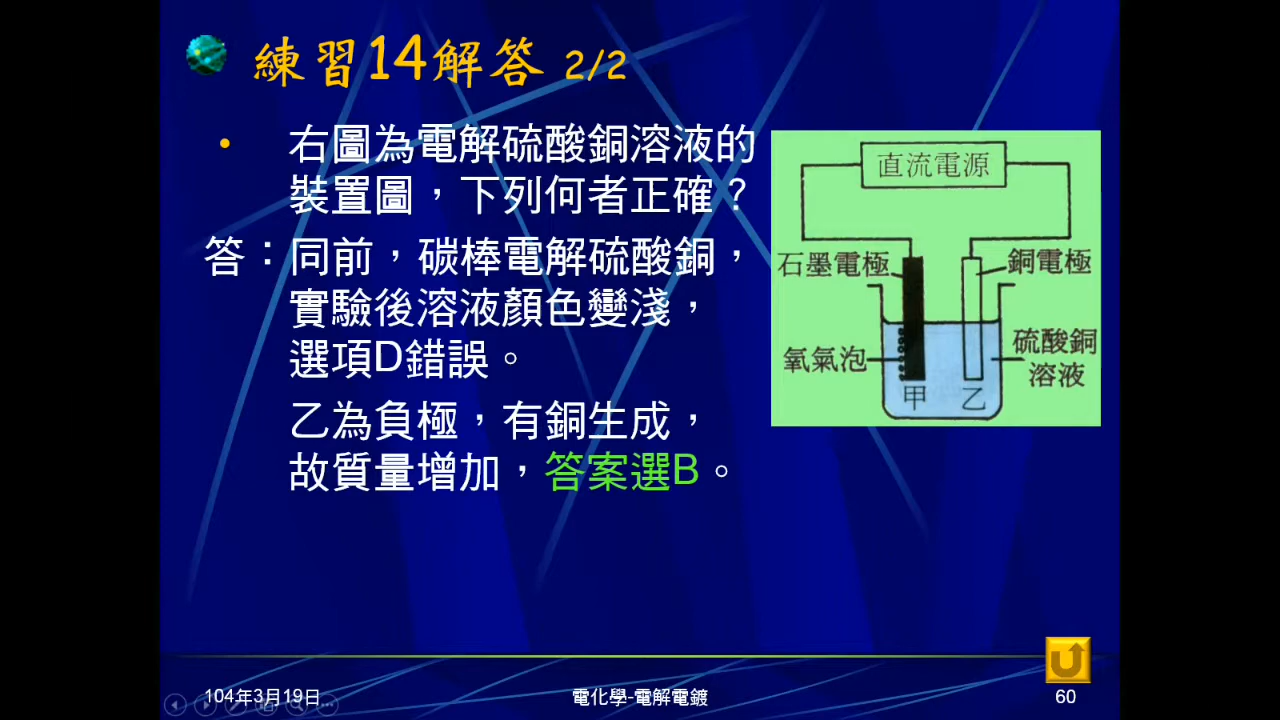 練習14解答 2/2
• 右圖為電解硫酸銅溶液的
裝置圖，下列何者正確？
答：同前，碳棒電解硫酸銅，
實驗後溶液顏色變淺，
選項D錯誤。
乙為負極，有銅生成，
故質量增加，答案選B。
直流電源
石墨電極
銅電極
氧氣泡
硫酸銅
溶液
甲
乙
104年3月19日
電化學-電解電鍍
60